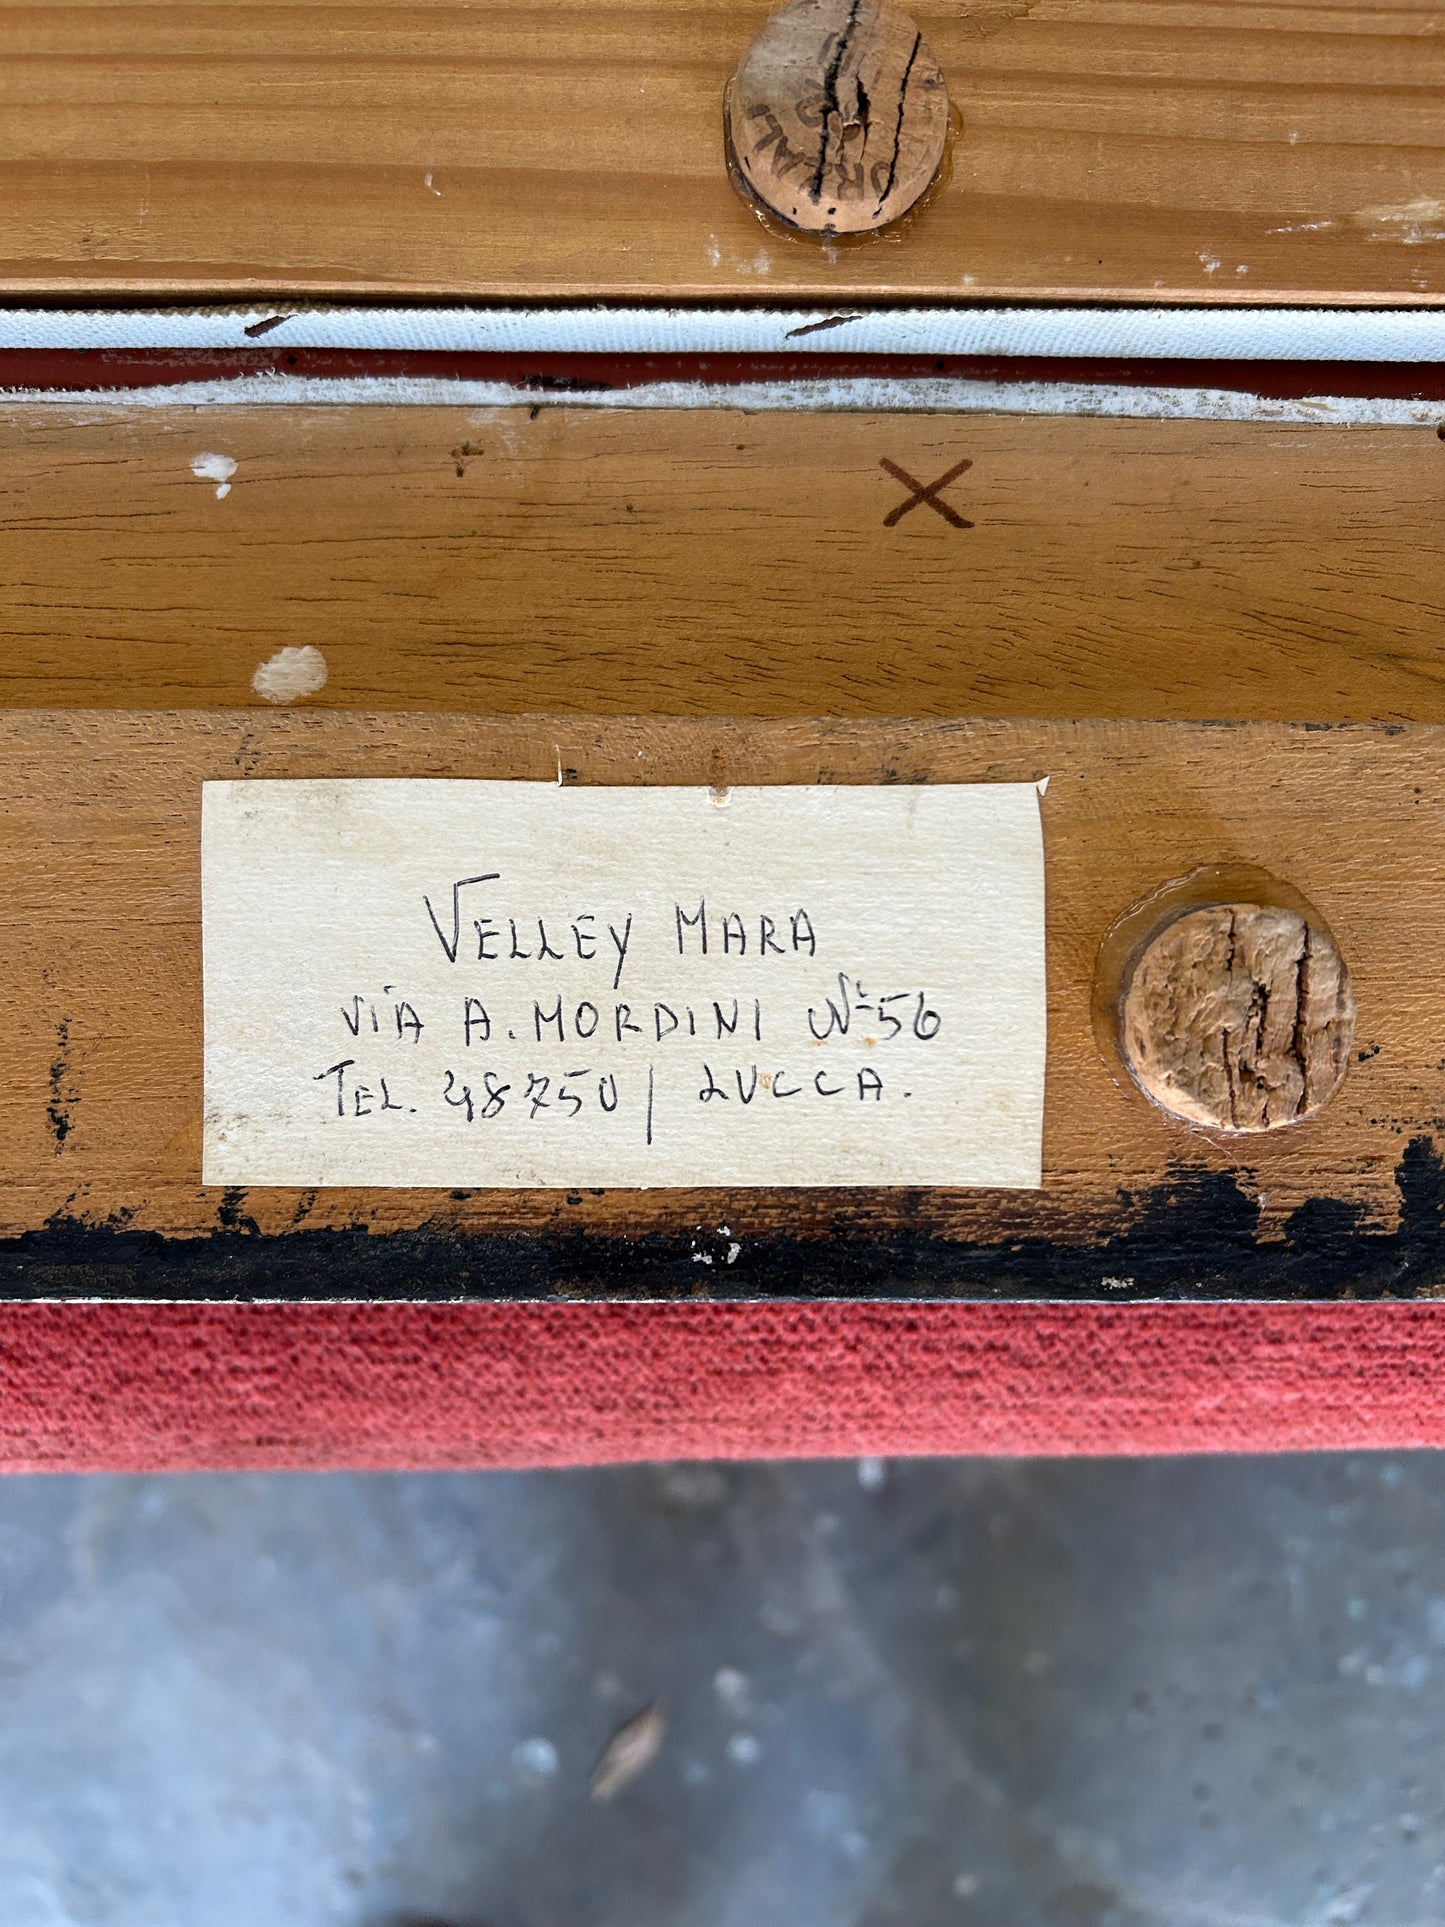 VELLEY MARA
VIA A. MORDINI N° 56
TEL. 48750 / LUCCA.